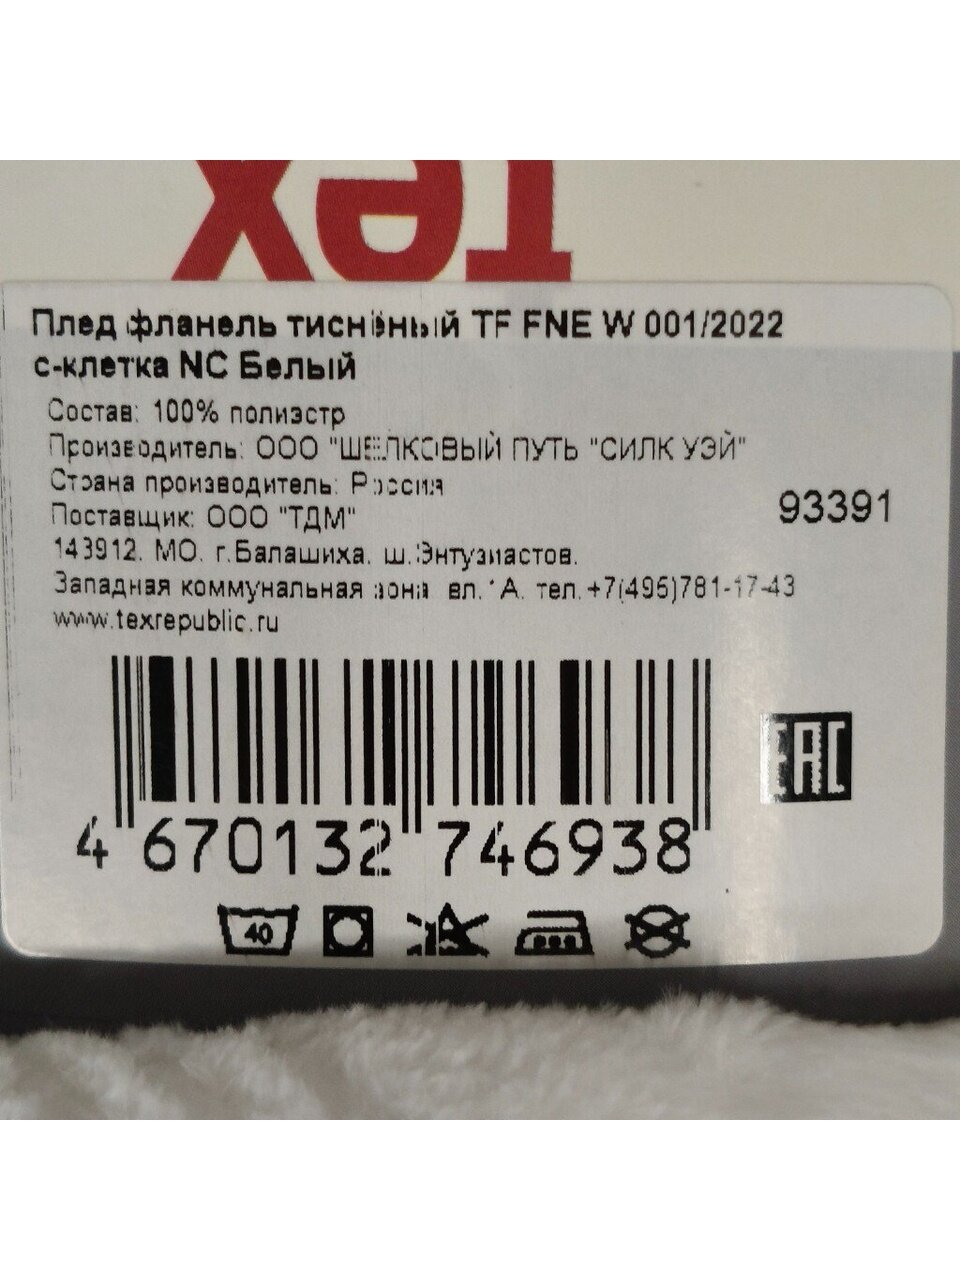 тех
Плед фланель тиснёный TF FNE W 001/2022
с-клетка NC Белый
Состав: 100% полиэстр
Производитель: ООО "ШЕЛКОВЫЙ ПУТЬ "СИЛК УЭЙ"
Страна производитель: Россия
93391
Поставщик: ООО "ТДМ"
143912, МО, г.Балашиха, ш.Энтузиастов,
Западная коммунальная зона, вл.1А, тел.+7(495)781-17-43
www.texrepublic.ru
EAC
4 670132 746938
40